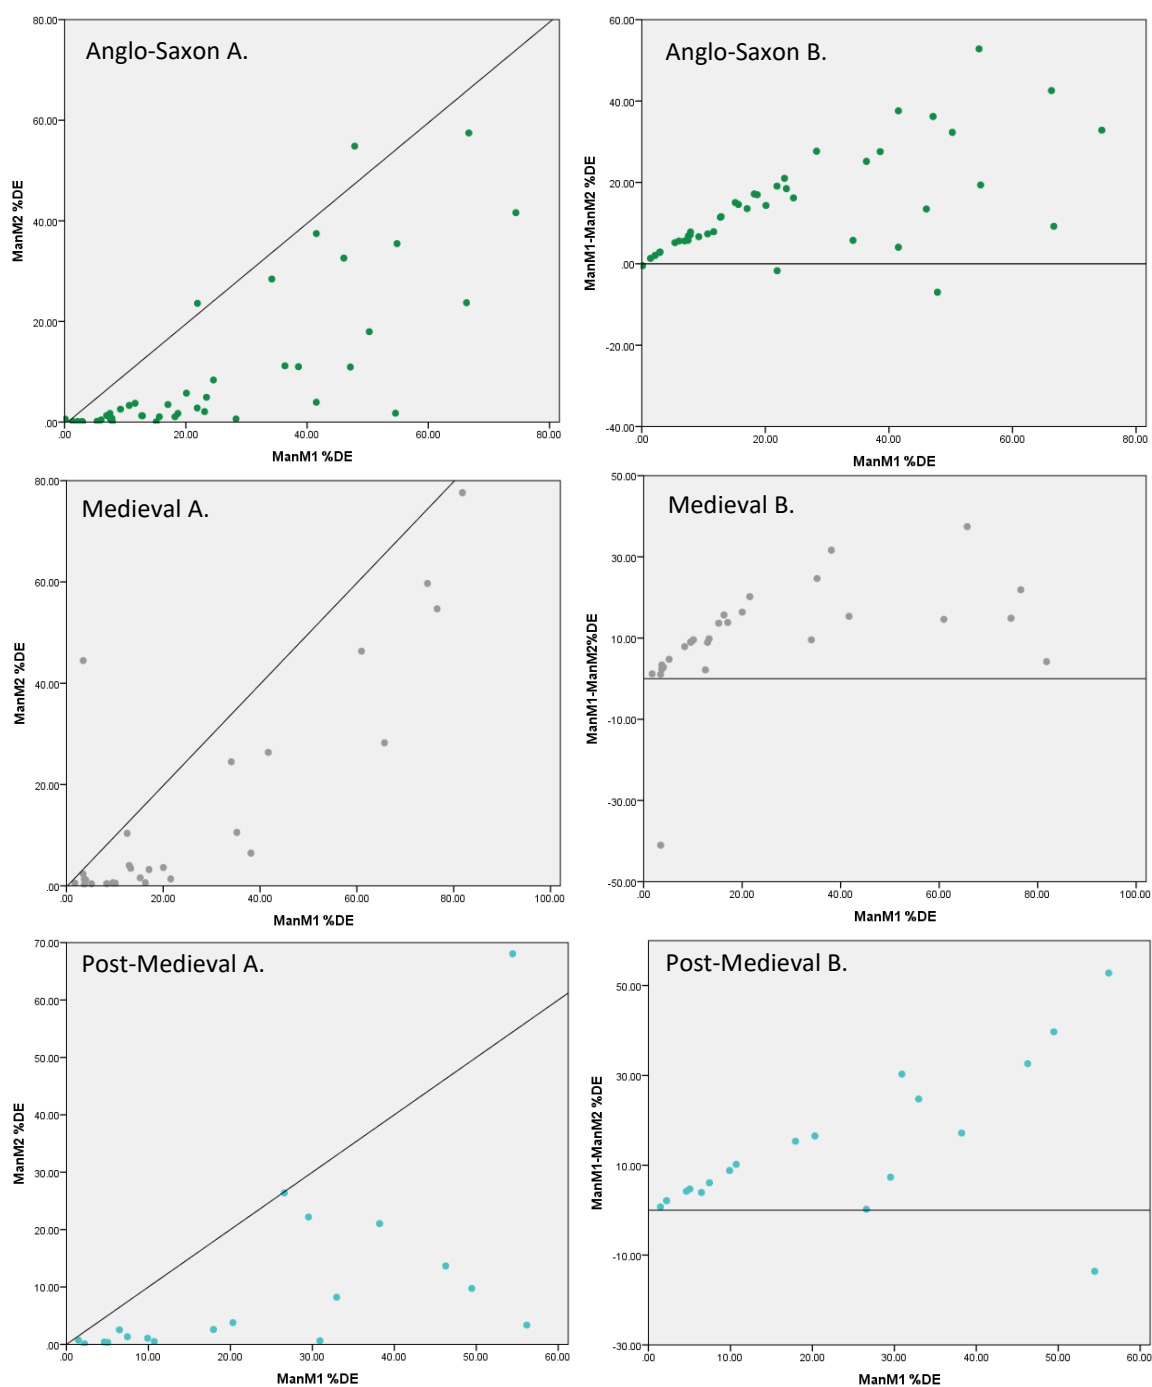 Anglo-Saxon A.
80.00
60.00
40.00
20.00
.00
ManM2 %DE
.00 20.00 40.00 60.00 80.00
ManM1 %DE
Anglo-Saxon B.
60.00
40.00
20.00
.00
-20.00
-40.00
ManM1-ManM2 %DE
.00 20.00 40.00 60.00 80.00
ManM1 %DE
Medieval A.
80.00
60.00
40.00
20.00
.00
ManM2 %DE
.00 20.00 40.00 60.00 80.00 100.00
ManM1 %DE
Medieval B.
50.00
30.00
10.00
-10.00
-30.00
-50.00
ManM1-ManM2%DE
.00 20.00 40.00 60.00 80.00 100.00
ManM1 %DE
Post-Medieval A.
70.00
60.00
50.00
40.00
30.00
20.00
10.00
.00
ManM2 %DE
.00 10.00 20.00 30.00 40.00 50.00 60.00
ManM1 %DE
Post-Medieval B.
50.00
30.00
10.00
-10.00
-30.00
ManM1-ManM2 %DE
.00 10.00 20.00 30.00 40.00 50.00 60.00
ManM1 %DE